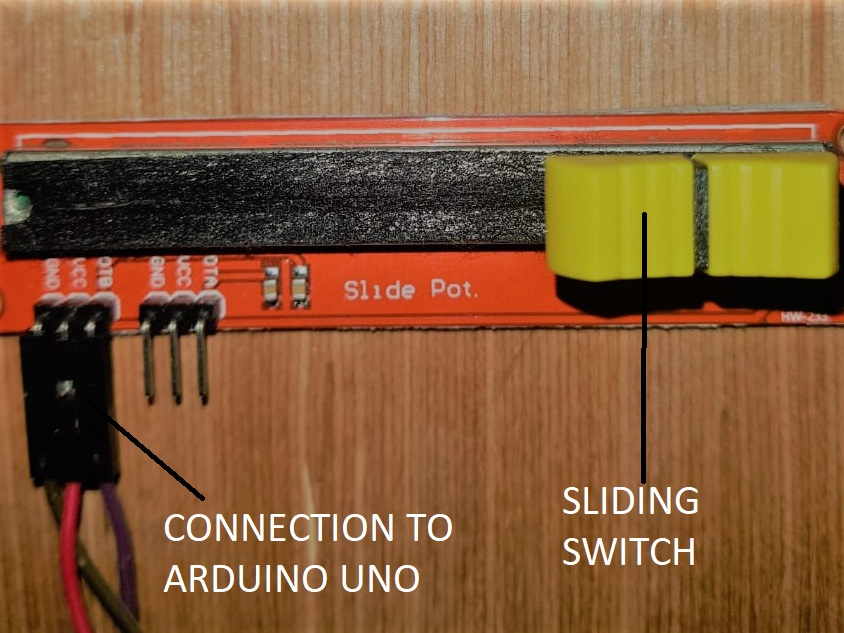 GND VCC OTB GND VCC OTA
Slide Pot.
HW-233
SLIDING
SWITCH
CONNECTION TO
ARDUINO UNO